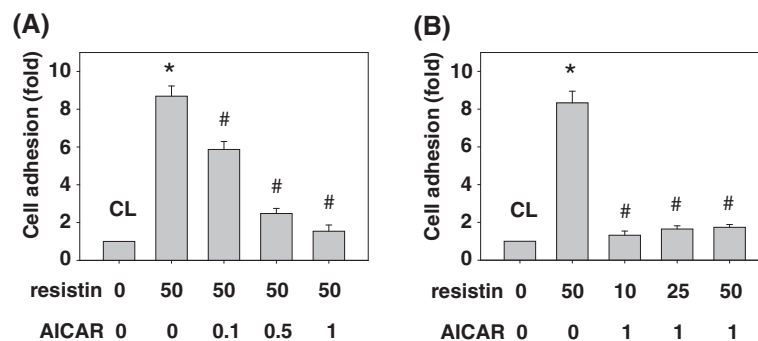 (A)
Cell adhesion (fold)
10
8
6
4
2
0
CL
*
#
#
#
resistin 0 50 50 50 50
AICAR 0 0 0.1 0.5 1
(B)
Cell adhesion (fold)
10
8
6
4
2
0
CL
*
#
#
#
resistin 0 50 10 25 50
AICAR 0 0 1 1 1